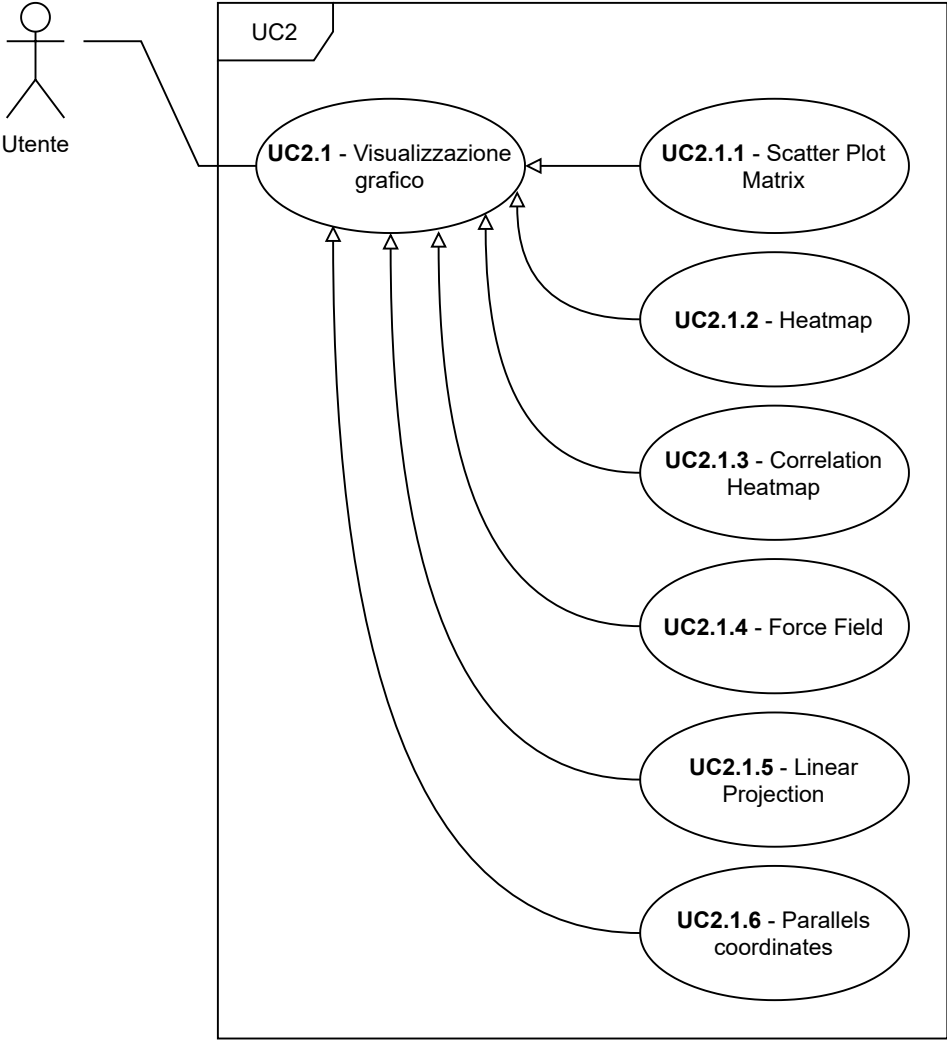 UC2
Utente
UC2.1 - Visualizzazione
grafico
UC2.1.1 - Scatter Plot
Matrix
UC2.1.2 - Heatmap
UC2.1.3 - Correlation
Heatmap
UC2.1.4 - Force Field
UC2.1.5 - Linear
Projection
UC2.1.6 - Parallels
coordinates